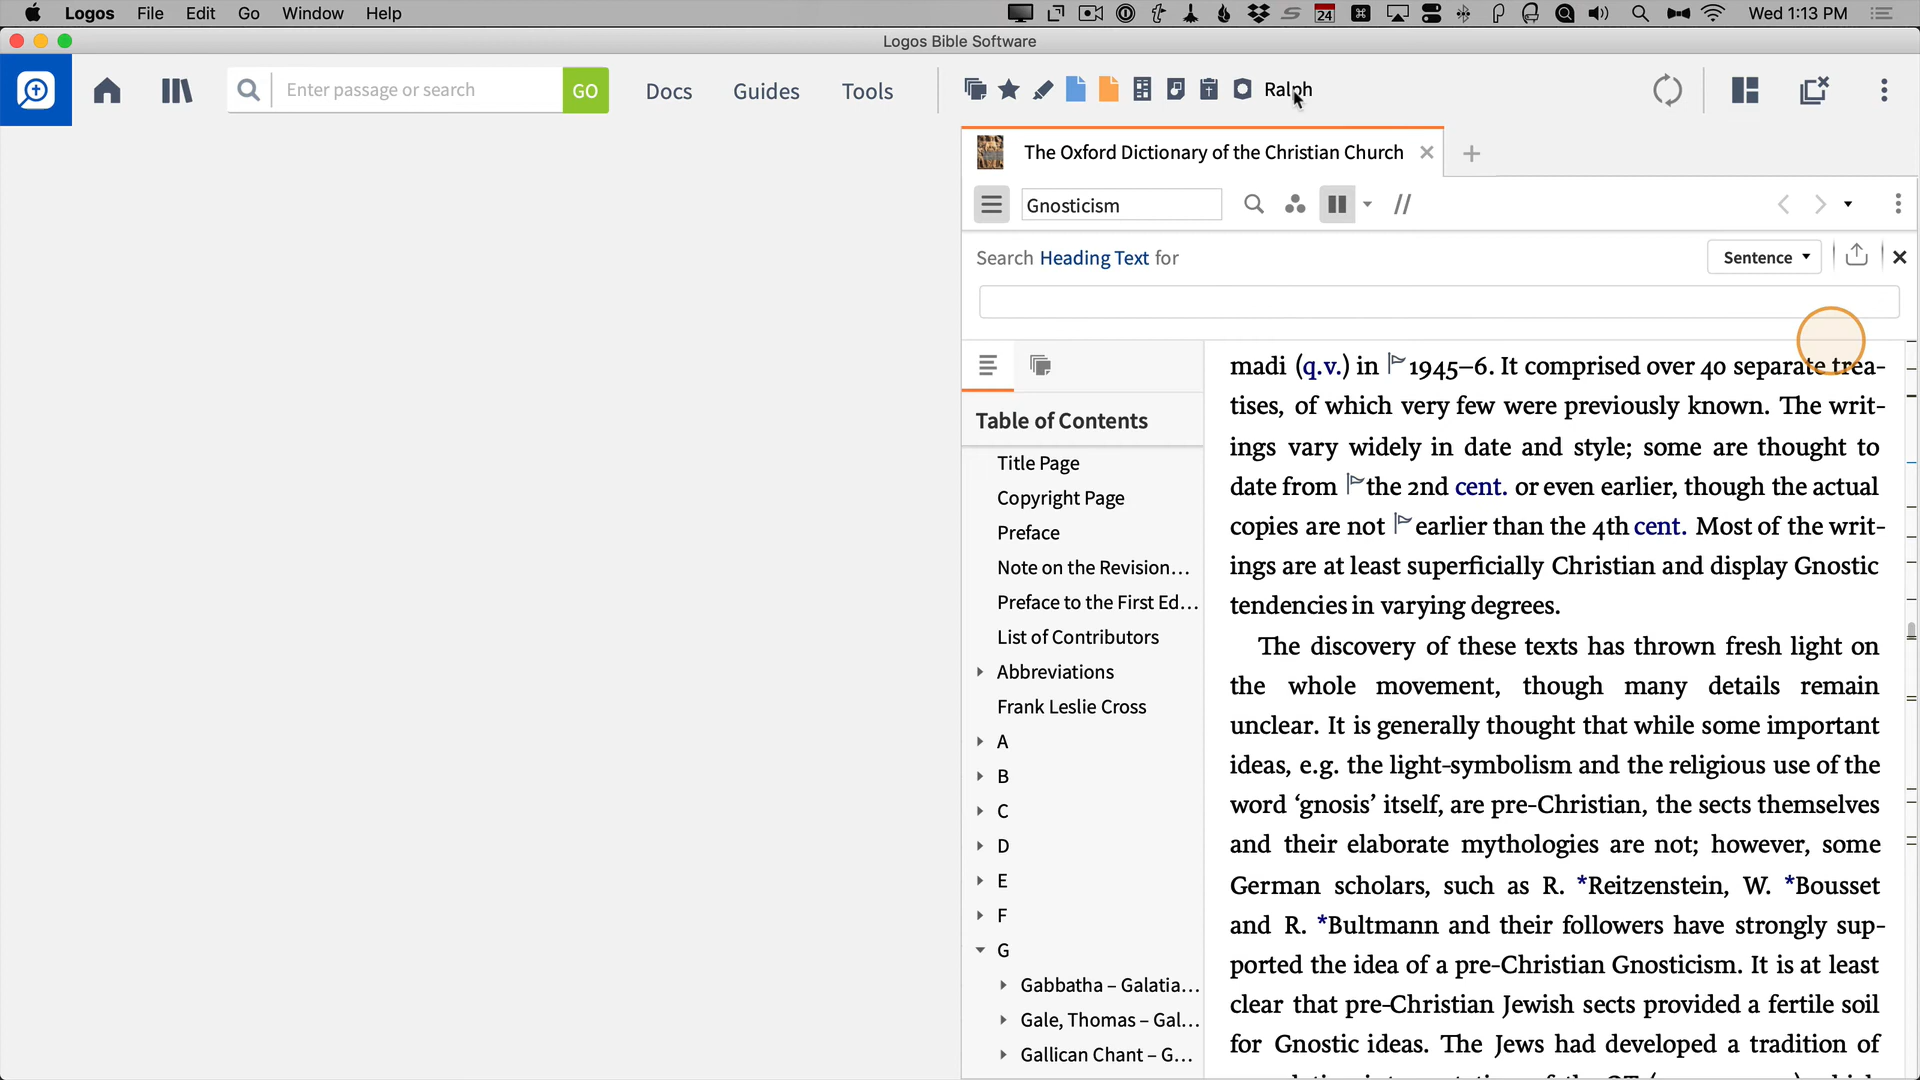 Logos File Edit Go Window Help 24 Wed 1:13 PM
Logos Bible Software
Enter passage or search GO Docs Guides Tools Ralph
The Oxford Dictionary of the Christian Church
Gnosticism
Search Heading Text for Sentence
Table of Contents
Title Page
Copyright Page
Preface
Note on the Revision...
Preface to the First Ed...
List of Contributors
Abbreviations
Frank Leslie Cross
A
B
C
D
E
F
G
Gabbatha – Galatia...
Gale, Thomas – Gal...
Gallican Chant – G...
madi (q.v.) in 1945–6. It comprised over 40 separate trea-
tises, of which very few were previously known. The writ-
ings vary widely in date and style; some are thought to
date from the 2nd cent. or even earlier, though the actual
copies are not earlier than the 4th cent. Most of the writ-
ings are at least superficially Christian and display Gnostic
tendencies in varying degrees.
The discovery of these texts has thrown fresh light on
the whole movement, though many details remain
unclear. It is generally thought that while some important
ideas, e.g. the light-symbolism and the religious use of the
word ‘gnosis’ itself, are pre-Christian, the sects themselves
and their elaborate mythologies are not; however, some
German scholars, such as R. *Reitzenstein, W. *Bousset
and R. *Bultmann and their followers have strongly sup-
ported the idea of a pre-Christian Gnosticism. It is at least
clear that pre-Christian Jewish sects provided a fertile soil
for Gnostic ideas. The Jews had developed a tradition of